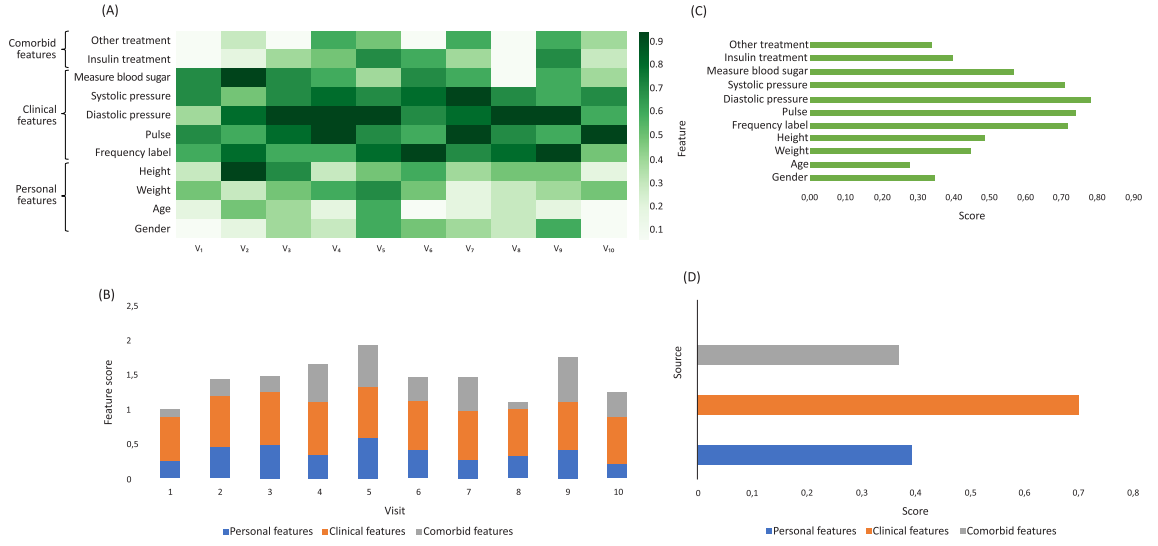 (A)
Comorbid
features
Clinical
features
Personal
features
Other treatment
Insulin treatment
Measure blood sugar
Systolic pressure
Diastolic pressure
Pulse
Frequency label
Height
Weight
Age
Gender
V₁ V₂ V₃ V₄ V₅ V₆ V₇ V₈ V₉ V₁₀
0.9
0.8
0.7
0.6
0.5
0.4
0.3
0.2
0.1
(C)
Feature
Other treatment
Insulin treatment
Measure blood sugar
Systolic pressure
Diastolic pressure
Pulse
Frequency label
Height
Weight
Age
Gender
0,00 0,10 0,20 0,30 0,40 0,50 0,60 0,70 0,80 0,90
Score
(B)
Feature score
2,5
2
1,5
1
0,5
0
1 2 3 4 5 6 7 8 9 10
Visit
Personal features Clinical features Comorbid features
(D)
Source
0 0,1 0,2 0,3 0,4 0,5 0,6 0,7 0,8
Score
Personal features Clinical features Comorbid features